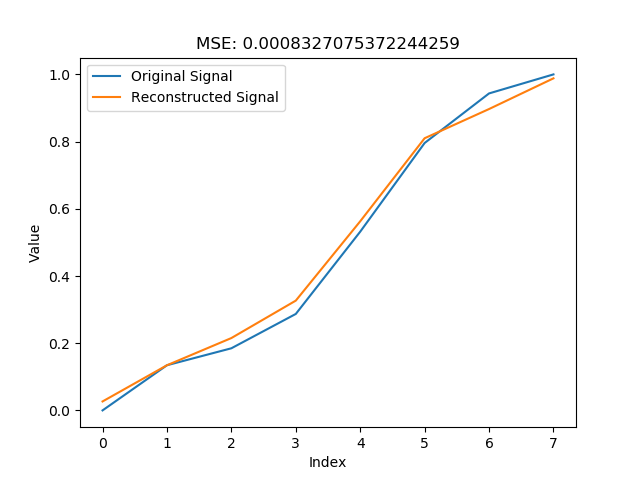 MSE: 0.0008327075372244259
Original Signal
Reconstructed Signal
1.0
0.8
0.6
0.4
0.2
0.0
Value
0 1 2 3 4 5 6 7
Index